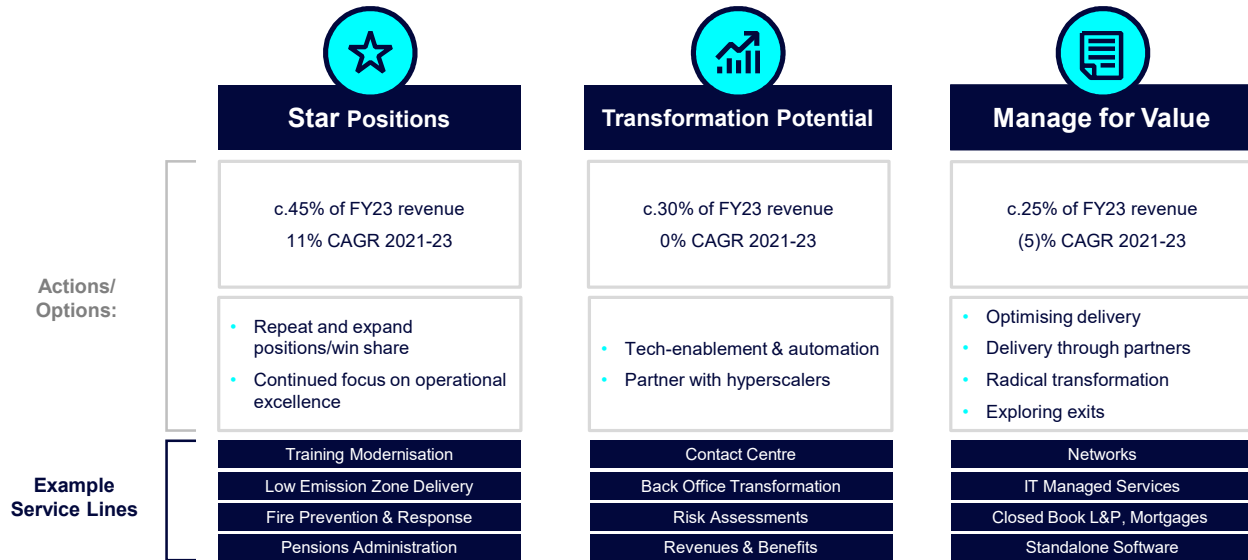 Star Positions
Transformation Potential
Manage for Value
Actions/
Options:
c.45% of FY23 revenue
11% CAGR 2021-23
c.30% of FY23 revenue
0% CAGR 2021-23
c.25% of FY23 revenue
(5)% CAGR 2021-23
• Repeat and expand
positions/win share
• Continued focus on operational
excellence
• Tech-enablement & automation
• Partner with hyperscalers
• Optimising delivery
• Delivery through partners
• Radical transformation
• Exploring exits
Example
Service Lines
Training Modernisation
Low Emission Zone Delivery
Fire Prevention & Response
Pensions Administration
Contact Centre
Back Office Transformation
Risk Assessments
Revenues & Benefits
Networks
IT Managed Services
Closed Book L&P, Mortgages
Standalone Software